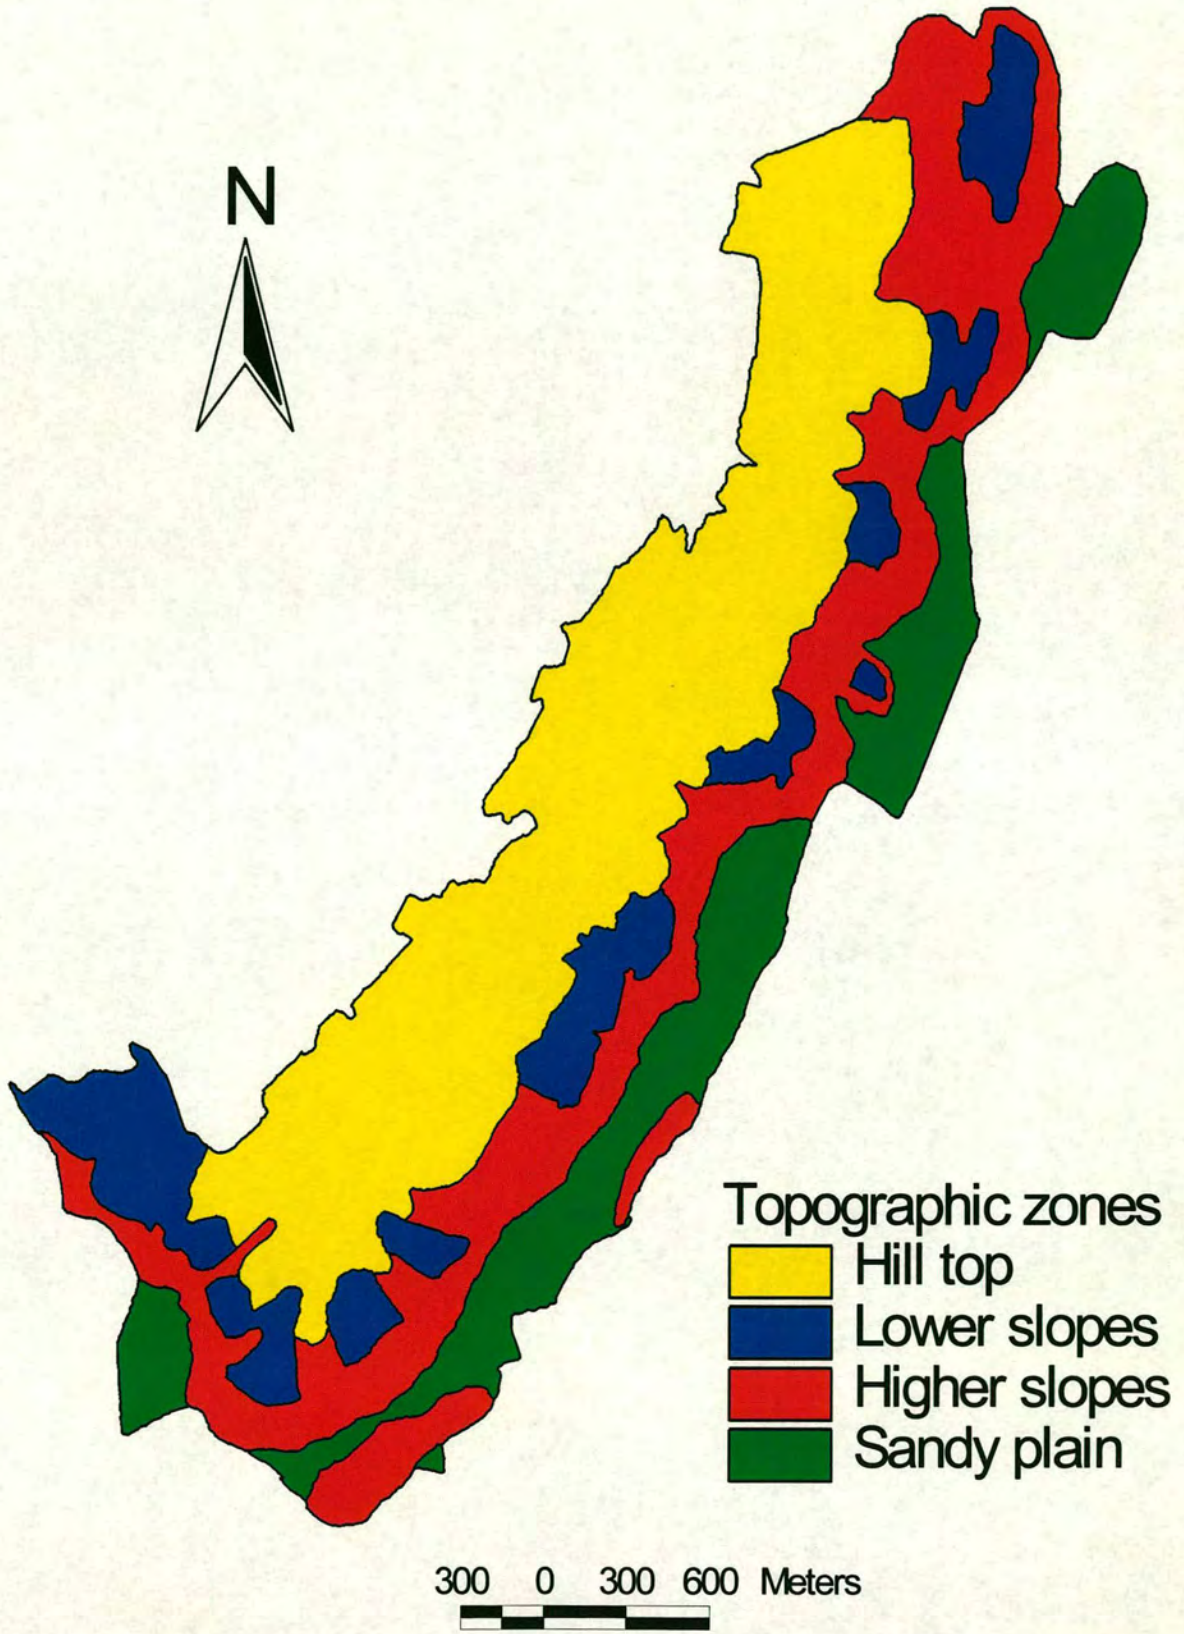 N
Topographic zones
Hill top
Lower slopes
Higher slopes
Sandy plain
300 0 300 600 Meters